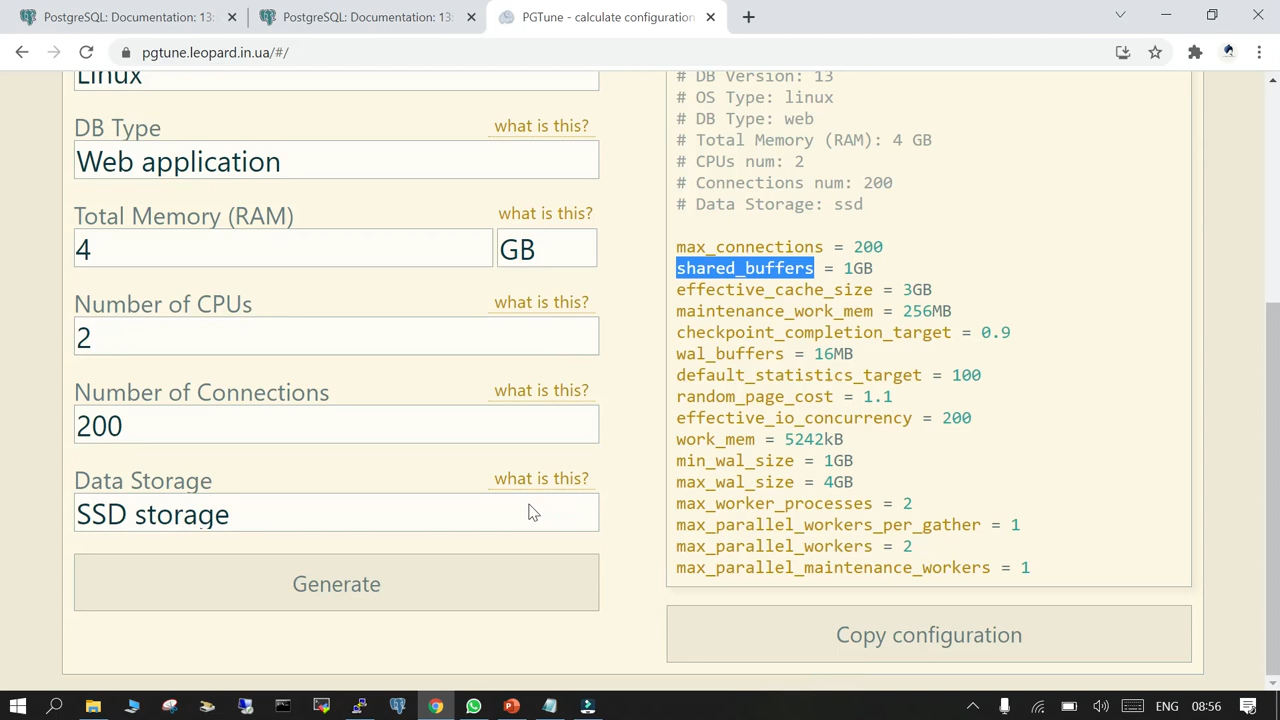 PostgreSQL: Documentation: 13:
PostgreSQL: Documentation: 13:
PGTune - calculate configuration
pgtune.leopard.in.ua/#/
Linux
DB Type
what is this?
Web application
Total Memory (RAM)
what is this?
4
GB
Number of CPUs
what is this?
2
Number of Connections
what is this?
200
Data Storage
what is this?
SSD storage
Generate
# DB Version: 13
# OS Type: linux
# DB Type: web
# Total Memory (RAM): 4 GB
# CPUs num: 2
# Connections num: 200
# Data Storage: ssd
max_connections = 200
shared_buffers = 1GB
effective_cache_size = 3GB
maintenance_work_mem = 256MB
checkpoint_completion_target = 0.9
wal_buffers = 16MB
default_statistics_target = 100
random_page_cost = 1.1
effective_io_concurrency = 200
work_mem = 5242kB
min_wal_size = 1GB
max_wal_size = 4GB
max_worker_processes = 2
max_parallel_workers_per_gather = 1
max_parallel_workers = 2
max_parallel_maintenance_workers = 1
Copy configuration
ENG
08:56